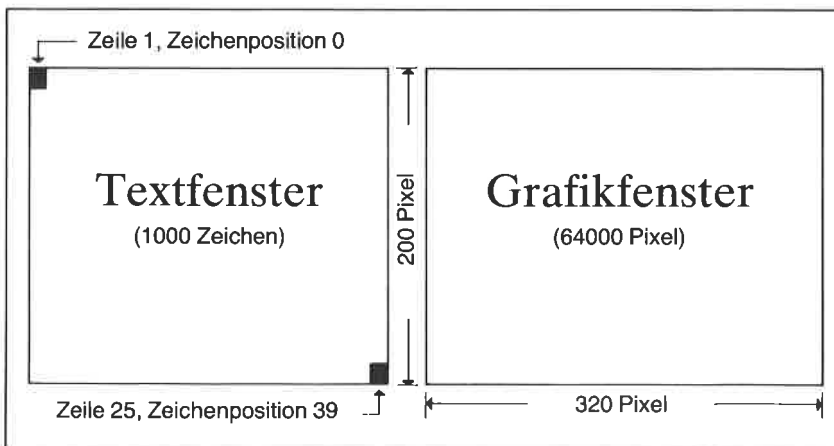 Zeile 1, Zeichenposition 0
Textfenster
(1000 Zeichen)
Zeile 25, Zeichenposition 39
200 Pixel
Grafikfenster
(64000 Pixel)
320 Pixel